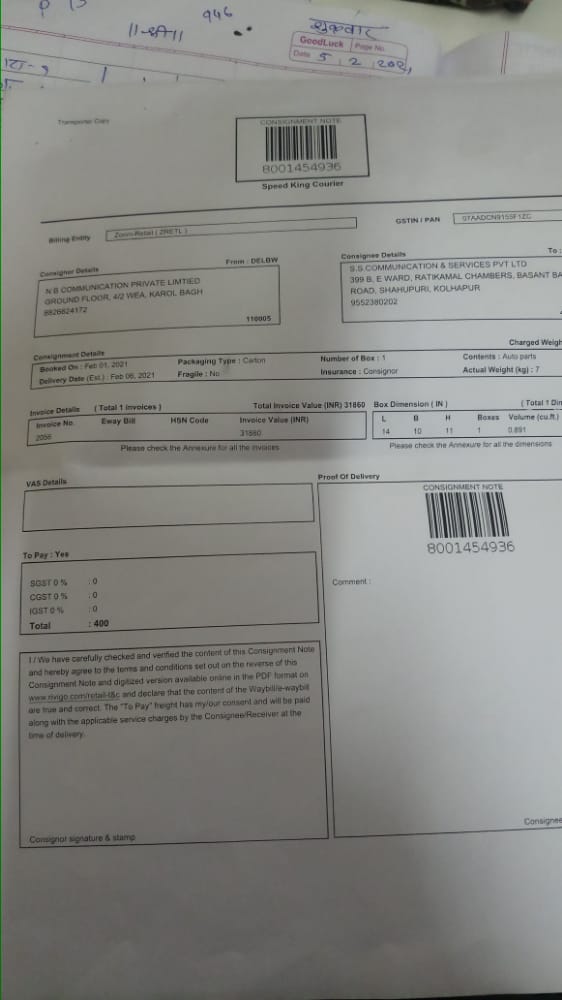 १५६
॥श्री॥
शुक्रवार
GoodLuck Page No.
Date 5 2 2021
Transporter Copy
CONSIGNMENT NOTE
8001454936
Speed King Courier
Billing Entity Zoom-Retail ( ZRETL )
GSTIN / PAN 07AADCN9155F1ZG
Consignor Details From : DELBW
N B COMMUNICATION PRIVATE LIMTIED
GROUND FLOOR, 4/2 WEA, KAROL BAGH
8826824172
110005
Consignee Details To :
S.S.COMMUNICATION & SERVICES PVT LTD
399 B, E WARD, RATIKAMAL CHAMBERS, BASANT BA
ROAD, SHAHUPURI, KOLHAPUR
9552380202
Consignment Details Charged Weigh
Booked On : Feb 01, 2021 Packaging Type : Carton Number of Box : 1 Contents : Auto parts
Delivery Date (Est.) : Feb 06, 2021 Fragile : No Insurance : Consignor Actual Weight (kg) : 7
Invoice Details ( Total 1 invoices ) Total Invoice Value (INR) 31860
Invoice No. Eway Bill HSN Code Invoice Value (INR)
2056 31860
Please check the Annexure for all the invoices
Box Dimension ( IN ) ( Total 1 Dim
L B H Boxes Volume (cu.ft.)
14 10 11 1 0.891
Please check the Annexure for all the dimensions
VAS Details
To Pay : Yes
SGST 0 % : 0
CGST 0 % : 0
IGST 0 % : 0
Total : 400
I / We have carefully checked and verified the content of this Consignment Note
and hereby agree to the terms and conditions set out on the reverse of this
Consignment Note and digitized version available online in the PDF format on
www.rivigo.com/retail-t&c and declare that the content of the Waybill/e-waybill
are true and correct. The "To Pay" freight has my/our consent and will be paid
along with the applicable service charges by the Consignee/Receiver at the
time of delivery.
Consignor signature & stamp
Proof Of Delivery
CONSIGNMENT NOTE
8001454936
Comment :
Consignee